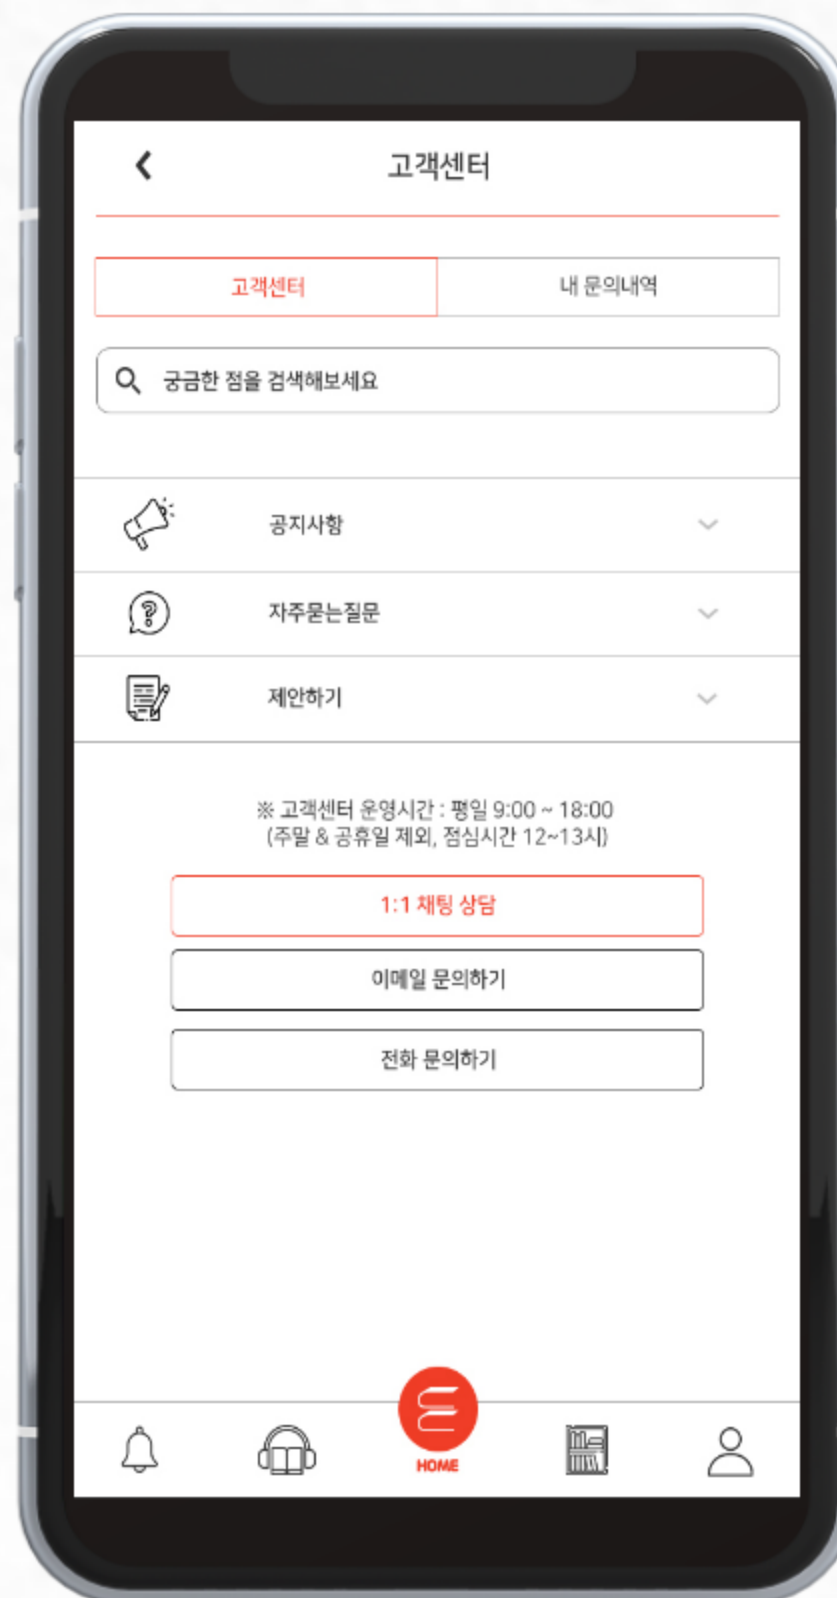 고객센터
고객센터
내 문의내역
궁금한 점을 검색해보세요
공지사항
자주묻는질문
제안하기
※ 고객센터 운영시간 : 평일 9:00 ~ 18:00
(주말 & 공휴일 제외, 점심시간 12~13시)
1:1 채팅 상담
이메일 문의하기
전화 문의하기
HOME